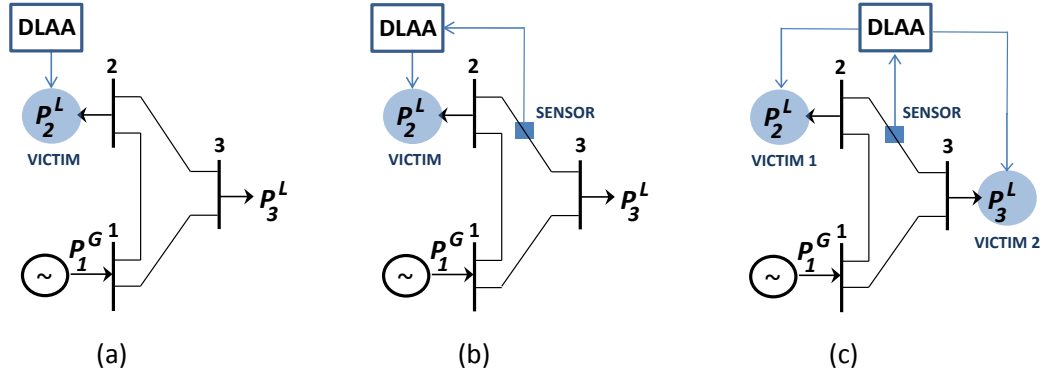 DLAA
2
P₂ᴸ
VICTIM
3
P₃ᴸ
1
P₁ᴳ
~
(a)
DLAA
2
P₂ᴸ
SENSOR
VICTIM
3
P₃ᴸ
1
P₁ᴳ
~
(b)
DLAA
2
P₂ᴸ
SENSOR
VICTIM 1
3
P₃ᴸ
VICTIM 2
1
P₁ᴳ
~
(c)